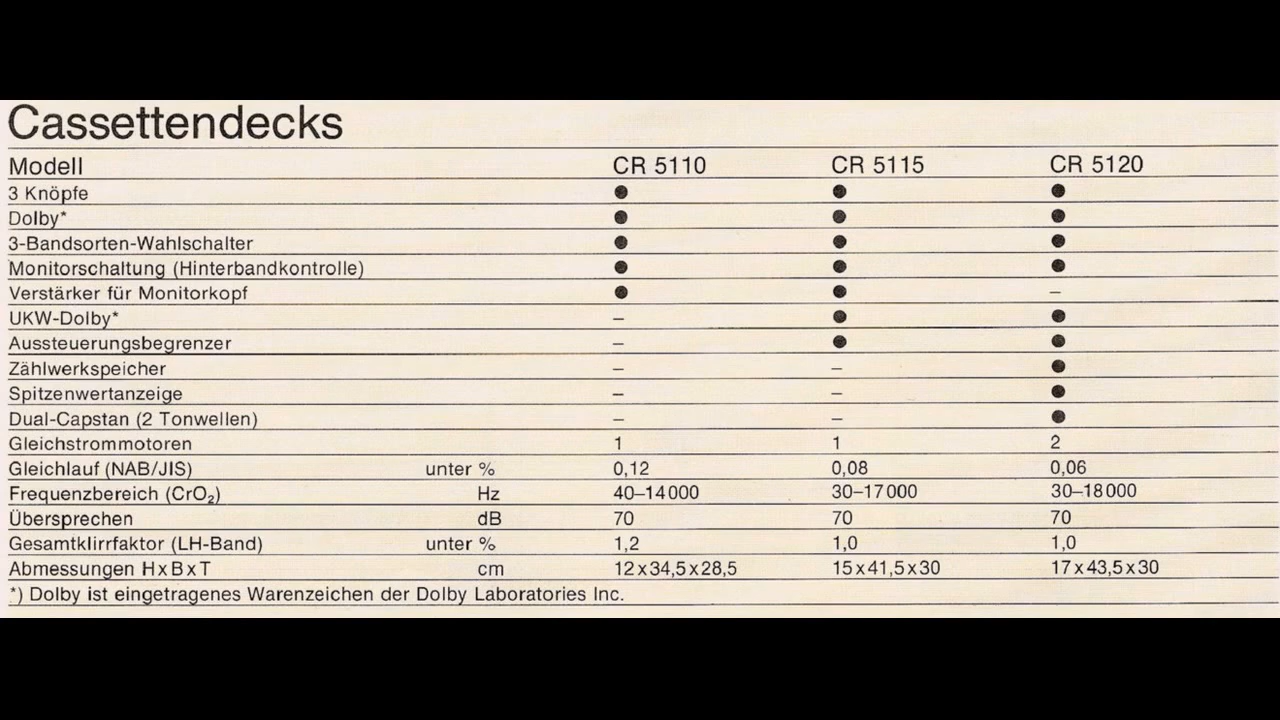 Cassettendecks
Modell CR 5110 CR 5115 CR 5120
3 Knöpfe ● ● ●
Dolby* ● ● ●
3-Bandsorten-Wahlschalter ● ● ●
Monitorschaltung (Hinterbandkontrolle) ● ● ●
Verstärker für Monitorkopf ● ● –
UKW-Dolby* – ● ●
Aussteuerungsbegrenzer – ● ●
Zählwerkspeicher – – ●
Spitzenwertanzeige – – ●
Dual-Capstan (2 Tonwellen) – – ●
Gleichstrommotoren 1 1 2
Gleichlauf (NAB/JIS) unter % 0,12 0,08 0,06
Frequenzbereich (CrO₂) Hz 40–14000 30–17000 30–18000
Übersprechen dB 70 70 70
Gesamtklirrfaktor (LH-Band) unter % 1,2 1,0 1,0
Abmessungen HxBxT cm 12x34,5x28,5 15x41,5x30 17x43,5x30
*) Dolby ist eingetragenes Warenzeichen der Dolby Laboratories Inc.